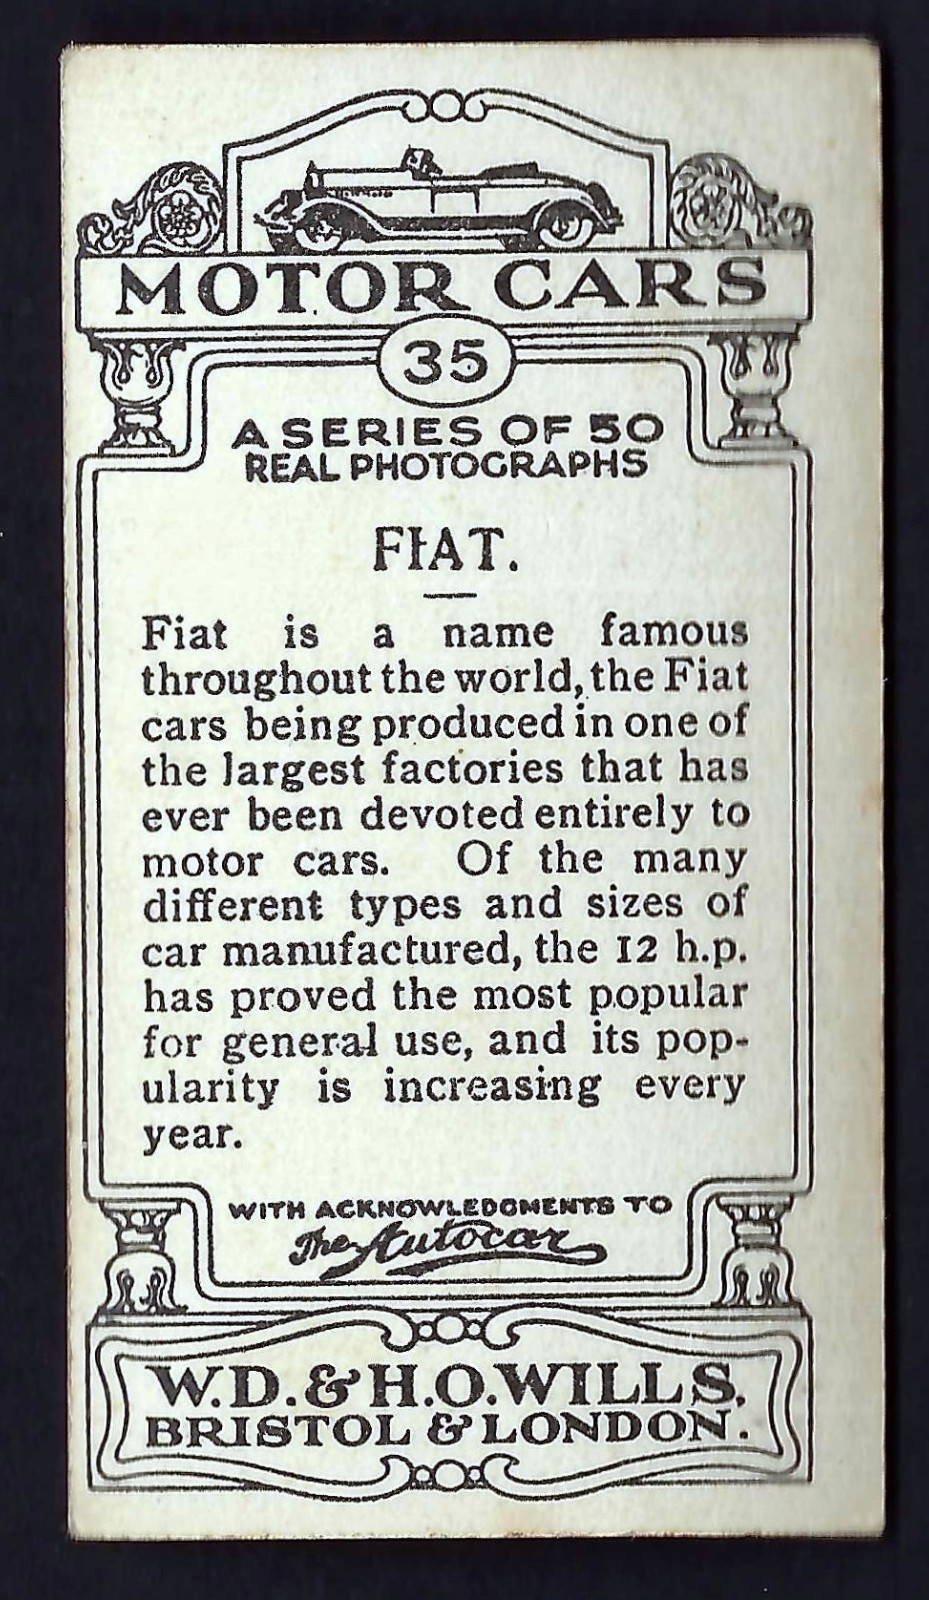 MOTOR CARS
35
A SERIES OF 50
REAL PHOTOGRAPHS
FIAT.
Fiat is a name famous
throughout the world, the Fiat
cars being produced in one of
the largest factories that has
ever been devoted entirely to
motor cars. Of the many
different types and sizes of
car manufactured, the 12 h.p.
has proved the most popular
for general use, and its pop-
ularity is increasing every
year.
WITH ACKNOWLEDGMENTS TO
The Autocar
W.D. & H.O. WILLS.
BRISTOL & LONDON.